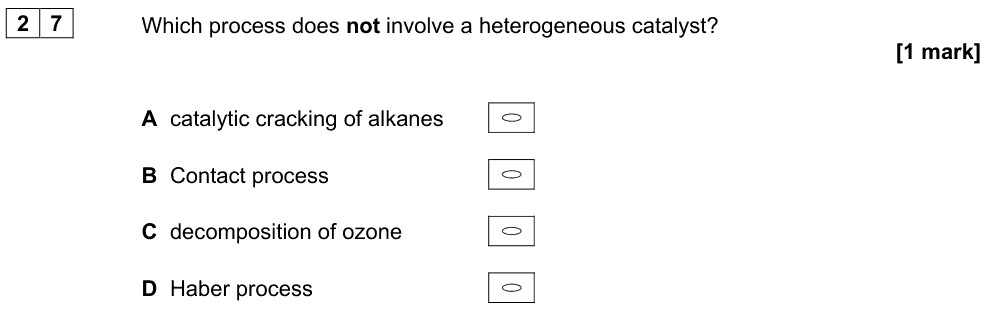 2 7 Which process does not involve a heterogeneous catalyst?
[1 mark]
A catalytic cracking of alkanes
B Contact process
C decomposition of ozone
D Haber process